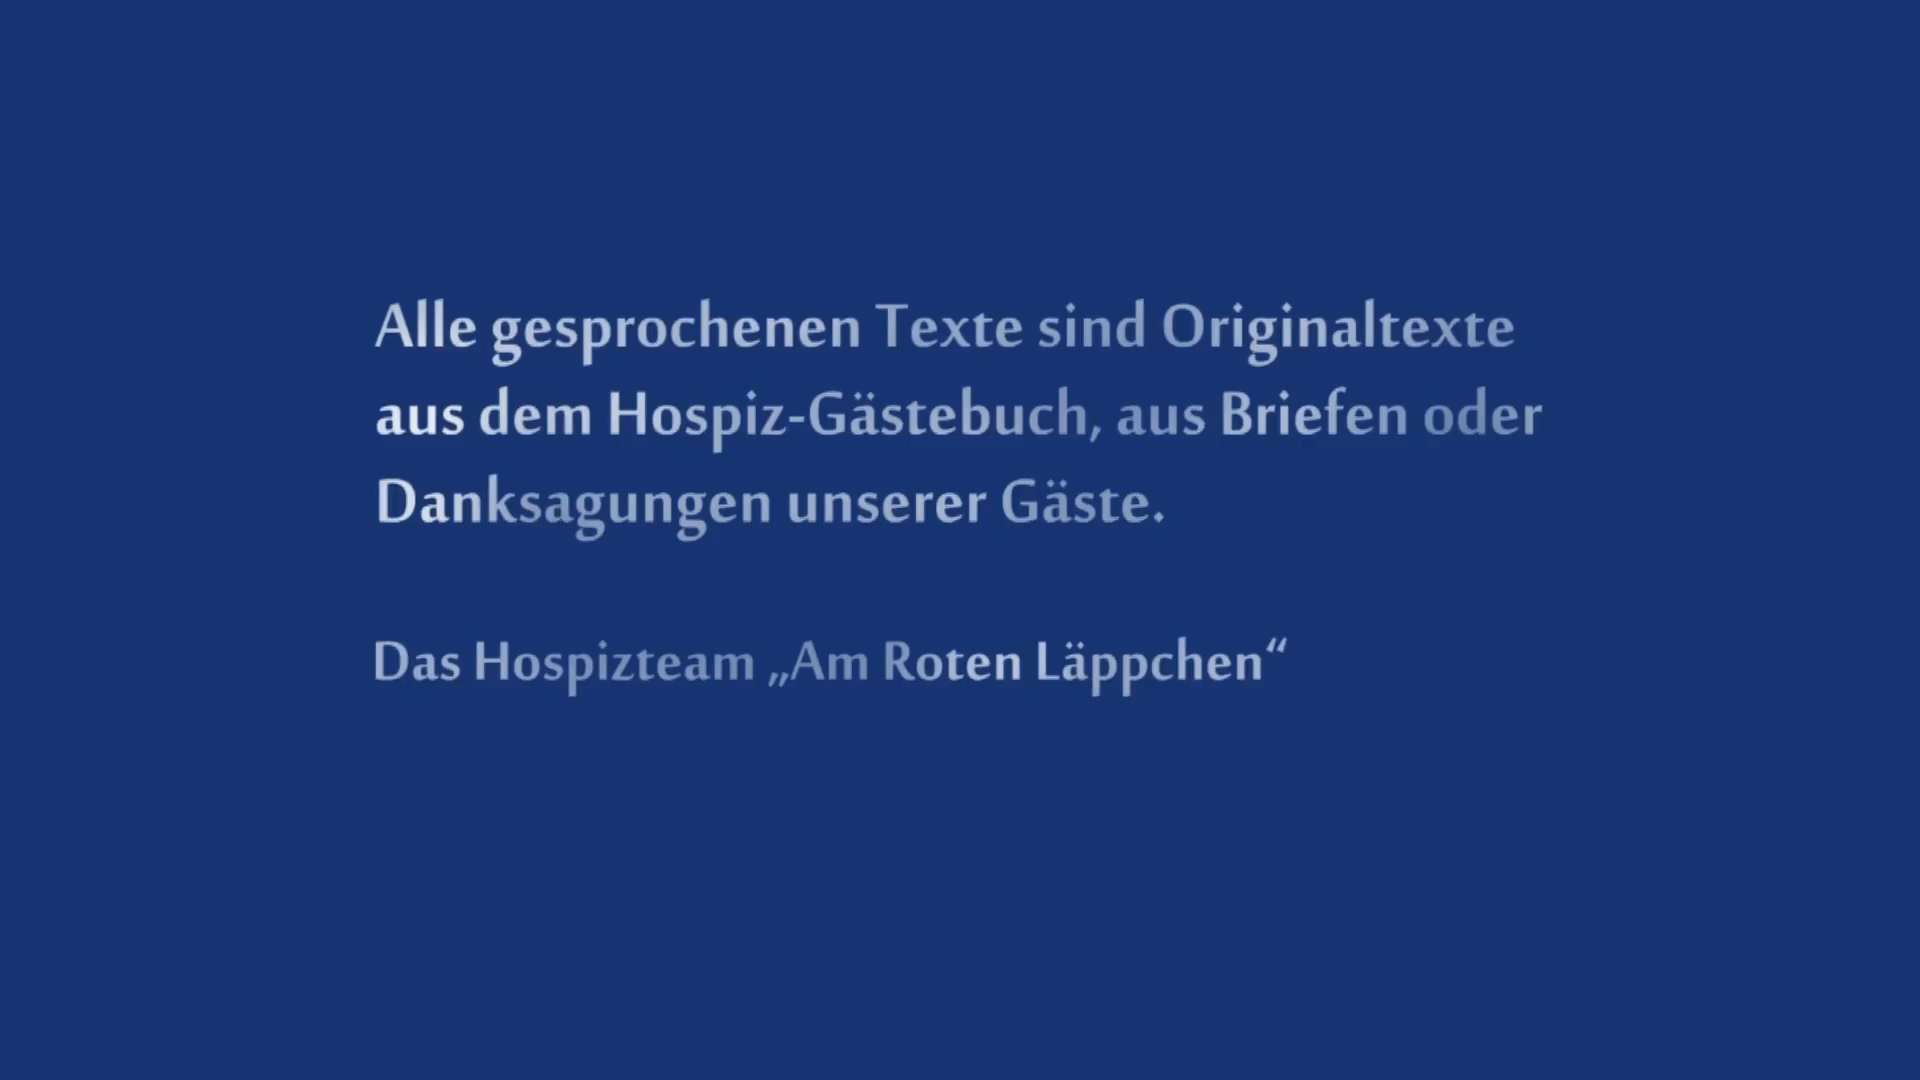 Alle gesprochenen Texte sind Originaltexte
aus dem Hospiz-Gästebuch, aus Briefen oder
Danksagungen unserer Gäste.
Das Hospizteam „Am Roten Läppchen“